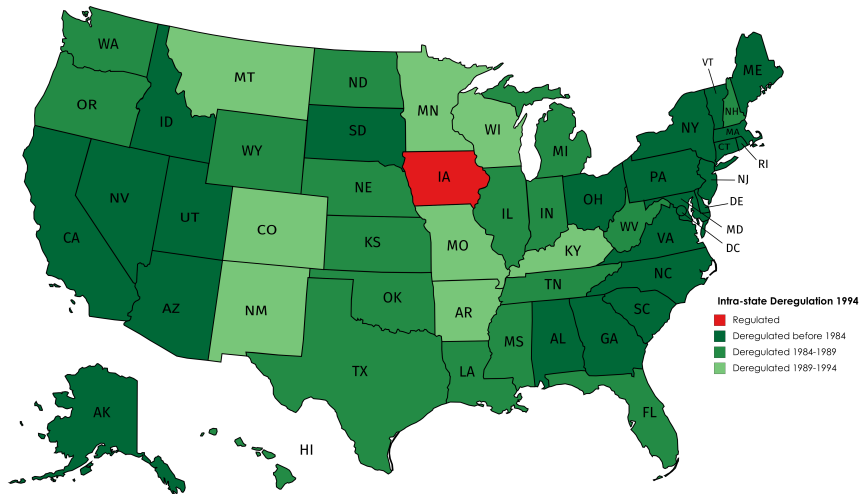 WA
MT
ND
MN
OR
ID
SD
WI
WY
MI
IA
NE
NV
UT
CO
CA
KS
MO
IL
IN
OH
KY
WV
PA
NY
VT
ME
NH
MA
CT
RI
NJ
DE
MD
DC
VA
NC
TN
AZ
NM
OK
AR
SC
MS
AL
GA
TX
LA
FL
AK
HI
Intra-state Deregulation 1994
Regulated
Deregulated before 1984
Deregulated 1984-1989
Deregulated 1989-1994